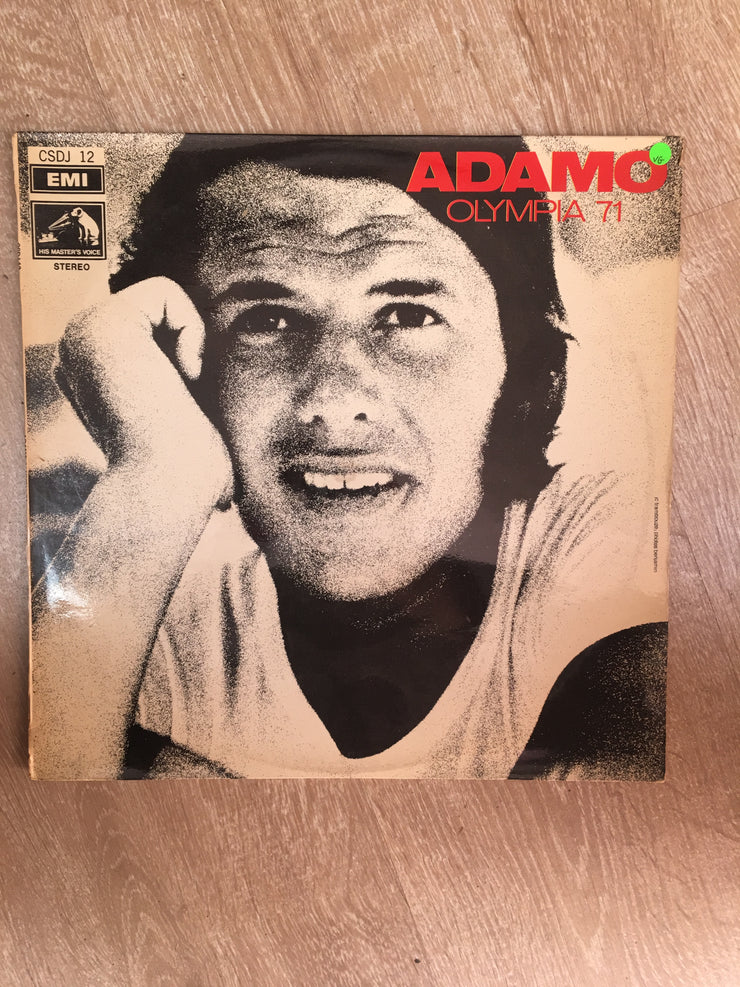 CSDJ 12
EMI
HIS MASTER'S VOICE
STEREO
ADAMO
OLYMPIA 71
VG